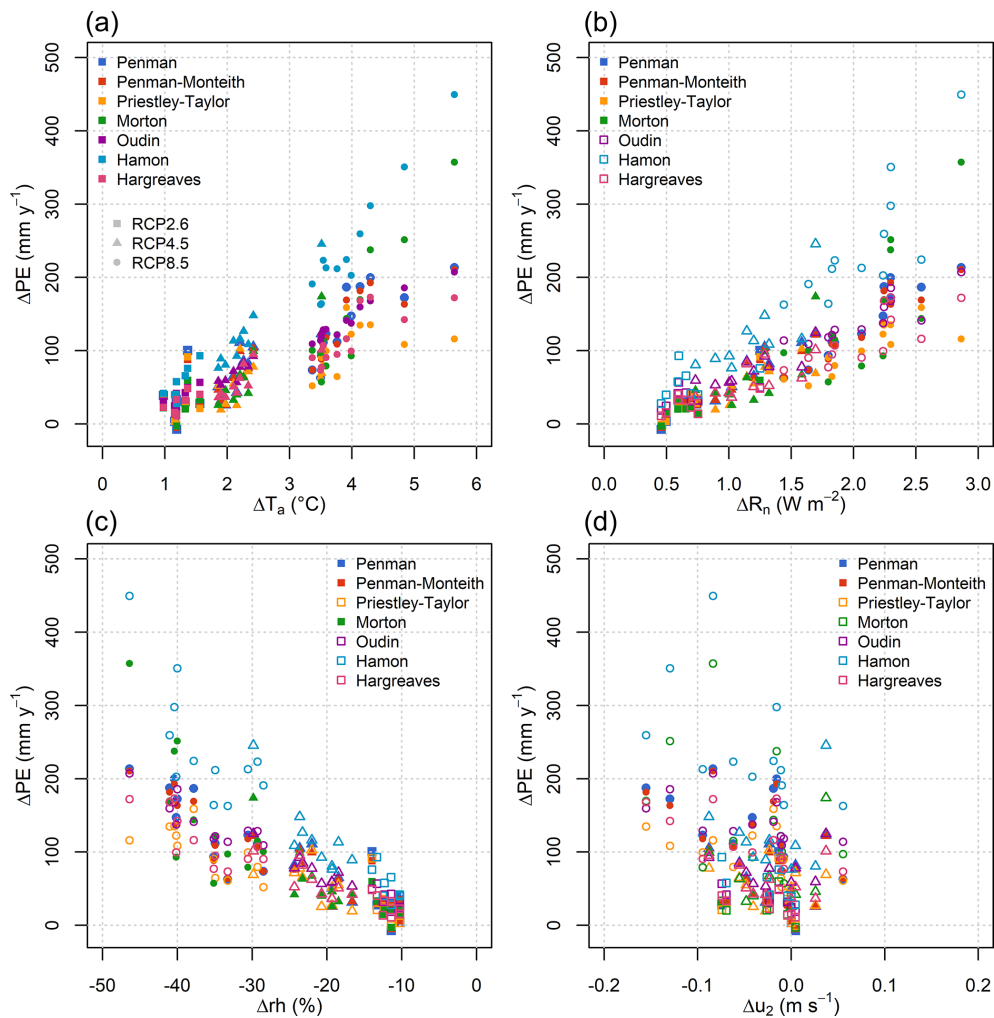 (a)
ΔPE (mm y⁻¹)
0 100 200 300 400 500
Penman
Penman-Monteith
Priestley-Taylor
Morton
Oudin
Hamon
Hargreaves
RCP2.6
RCP4.5
RCP8.5
0 1 2 3 4 5 6
ΔTₐ (°C)
(b)
ΔPE (mm y⁻¹)
0 100 200 300 400 500
Penman
Penman-Monteith
Priestley-Taylor
Morton
Oudin
Hamon
Hargreaves
0.0 0.5 1.0 1.5 2.0 2.5 3.0
ΔRₙ (W m⁻²)
(c)
ΔPE (mm y⁻¹)
0 100 200 300 400 500
Penman
Penman-Monteith
Priestley-Taylor
Morton
Oudin
Hamon
Hargreaves
-50 -40 -30 -20 -10 0
Δrh (%)
(d)
ΔPE (mm y⁻¹)
0 100 200 300 400 500
Penman
Penman-Monteith
Priestley-Taylor
Morton
Oudin
Hamon
Hargreaves
-0.2 -0.1 0.0 0.1 0.2
Δu₂ (m s⁻¹)